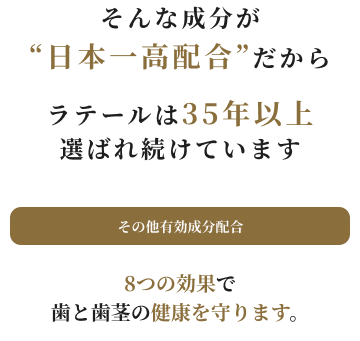 そんな成分が
“日本一高配合”だから
ラテールは35年以上
選ばれ続けています
その他有効成分配合
8つの効果で
歯と歯茎の健康を守ります。